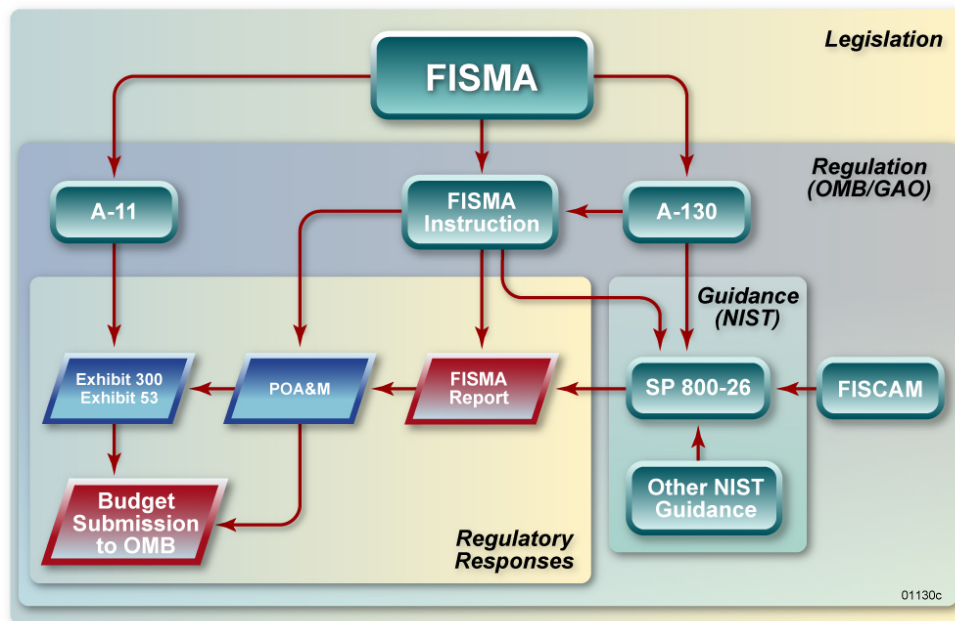 Legislation
FISMA
Regulation
(OMB/GAO)
A-11
FISMA
Instruction
A-130
Guidance
(NIST)
Exhibit 300
Exhibit 53
POA&M
FISMA
Report
SP 800-26
FISCAM
Budget
Submission
to OMB
Other NIST
Guidance
Regulatory
Responses
01130c